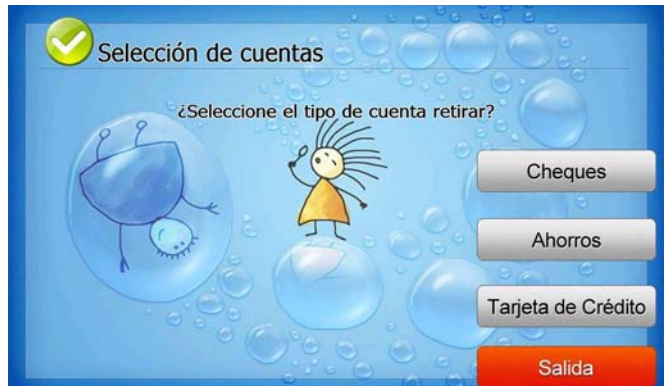 Selección de cuentas
¿Seleccione el tipo de cuenta retirar?
Cheques
Ahorros
Tarjeta de Crédito
Salida